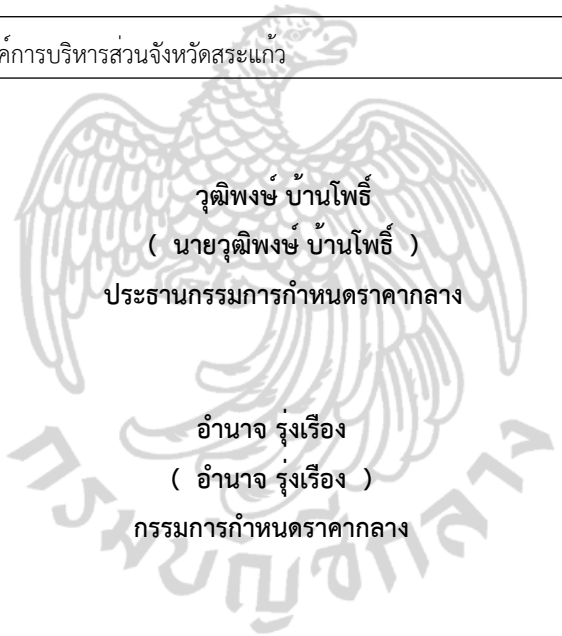 ค์การบริหารส่วนจังหวัดสระแก้ว
วุฒิพงษ์ บ้านโพธิ์
( นายวุฒิพงษ์ บ้านโพธิ์ )
ประธานกรรมการกำหนดราคากลาง
อำนาจ รุ่งเรือง
( อำนาจ รุ่งเรือง )
กรรมการกำหนดราคากลาง
กรมบัญชีกลาง